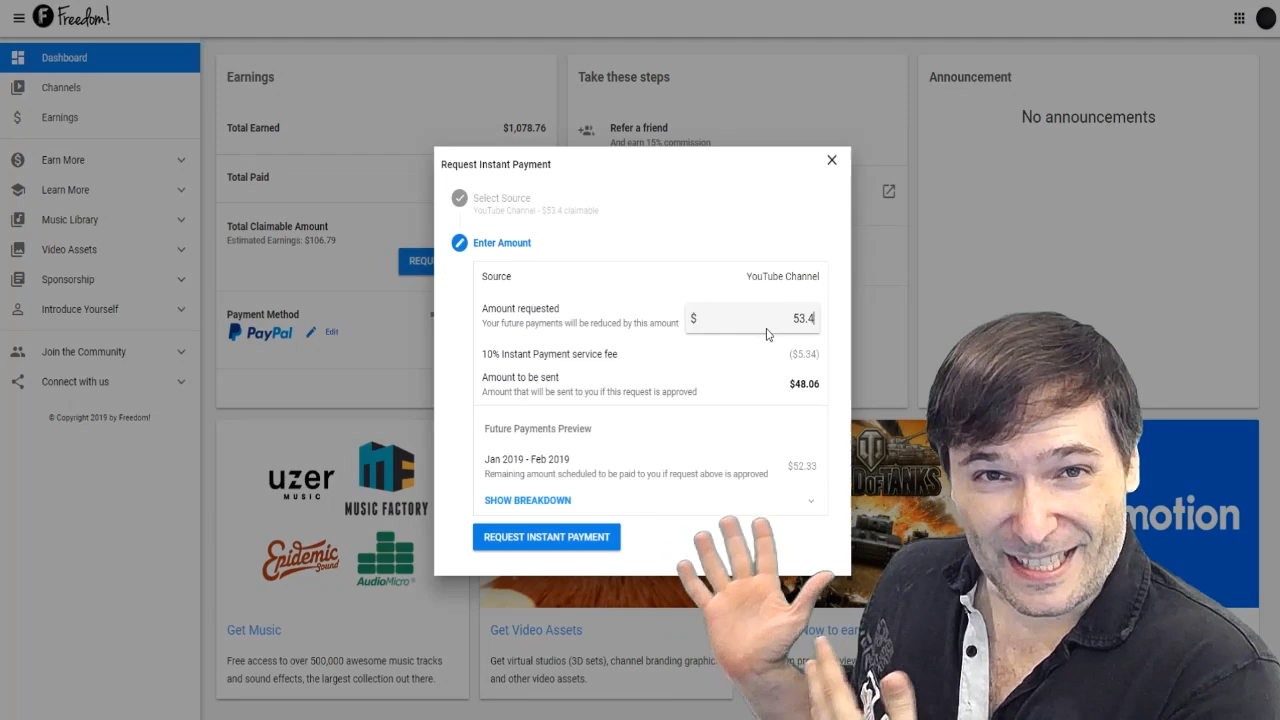 Freedom!
Dashboard
Channels
Earnings
Earn More
Learn More
Music Library
Video Assets
Sponsorship
Introduce Yourself
Join the Community
Connect with us
© Copyright 2019 by Freedom!
Earnings
Total Earned $1,078.76
Total Paid
Total Claimable Amount
Estimated Earnings: $106.79
REQU
Payment Method
PayPal Edit
Take these steps
Refer a friend
And earn 15% commission
Announcement
No announcements
Request Instant Payment
Select Source
YouTube Channel - $53.4 claimable
Enter Amount
Source YouTube Channel
Amount requested
Your future payments will be reduced by this amount
$ 53.4
10% Instant Payment service fee ($5.34)
Amount to be sent
Amount that will be sent to you if this request is approved
$48.06
Future Payments Preview
Jan 2019 - Feb 2019
Remaining amount scheduled to be paid to you if request above is approved
$52.33
SHOW BREAKDOWN
REQUEST INSTANT PAYMENT
uzer
MUSIC
MUSIC FACTORY
Epidemic
Sound
AudioMicro
Get Music
Free access to over 500,000 awesome music tracks
and sound effects, the largest collection out there.
Get Video Assets
Get virtual studios (3D sets), channel branding graphic
and other video assets.
D OF TANKS
motion
How to ear